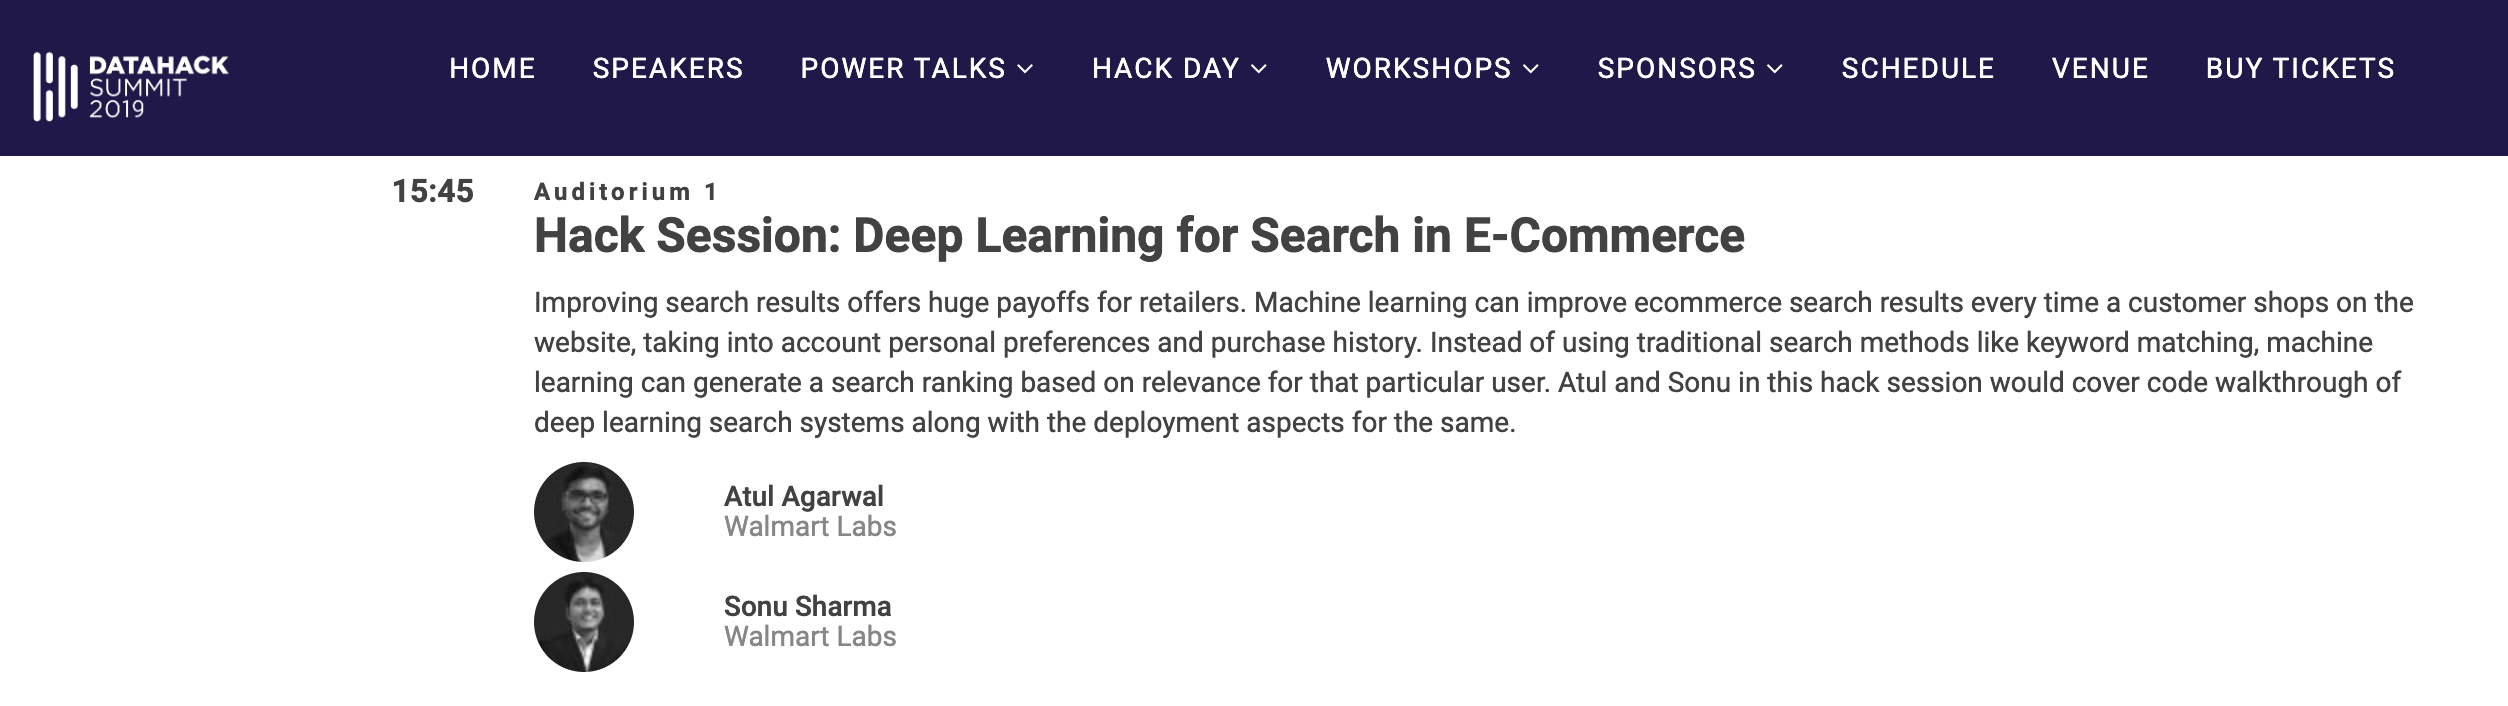 DATAHACK
SUMMIT
2019
HOME SPEAKERS POWER TALKS HACK DAY WORKSHOPS SPONSORS SCHEDULE VENUE BUY TICKETS
15:45 Auditorium 1
Hack Session: Deep Learning for Search in E-Commerce
Improving search results offers huge payoffs for retailers. Machine learning can improve ecommerce search results every time a customer shops on the
website, taking into account personal preferences and purchase history. Instead of using traditional search methods like keyword matching, machine
learning can generate a search ranking based on relevance for that particular user. Atul and Sonu in this hack session would cover code walkthrough of
deep learning search systems along with the deployment aspects for the same.
Atul Agarwal
Walmart Labs
Sonu Sharma
Walmart Labs